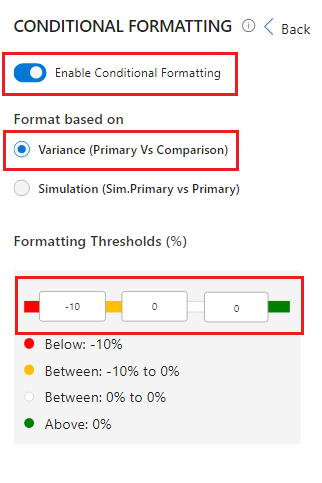 CONDITIONAL FORMATTING ⓘ Back
Enable Conditional Formatting
Format based on
Variance (Primary Vs Comparison)
Simulation (Sim.Primary vs Primary)
Formatting Thresholds (%)
-10 0 0
Below: -10%
Between: -10% to 0%
Between: 0% to 0%
Above: 0%